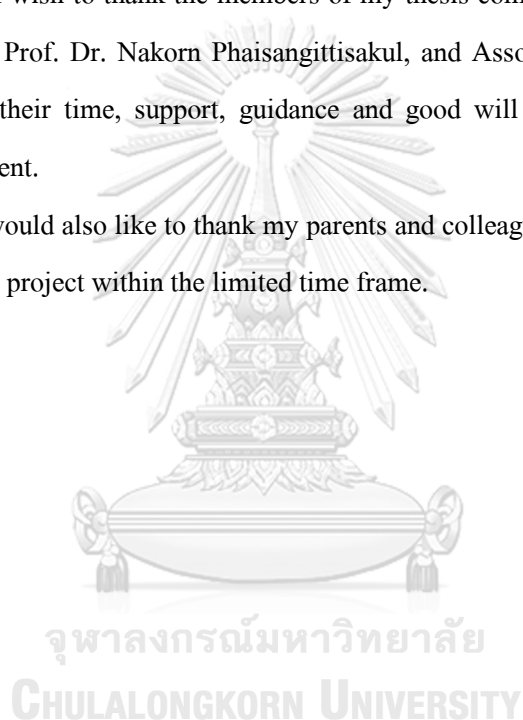 wish to thank the members of my thesis com
Prof. Dr. Nakorn Phaisangittisakul, and Asso
their time, support, guidance and good will
ent.
would also like to thank my parents and colleag
project within the limited time frame.
จุฬาลงกรณ์มหาวิทยาลัย
CHULALONGKORN UNIVERSITY